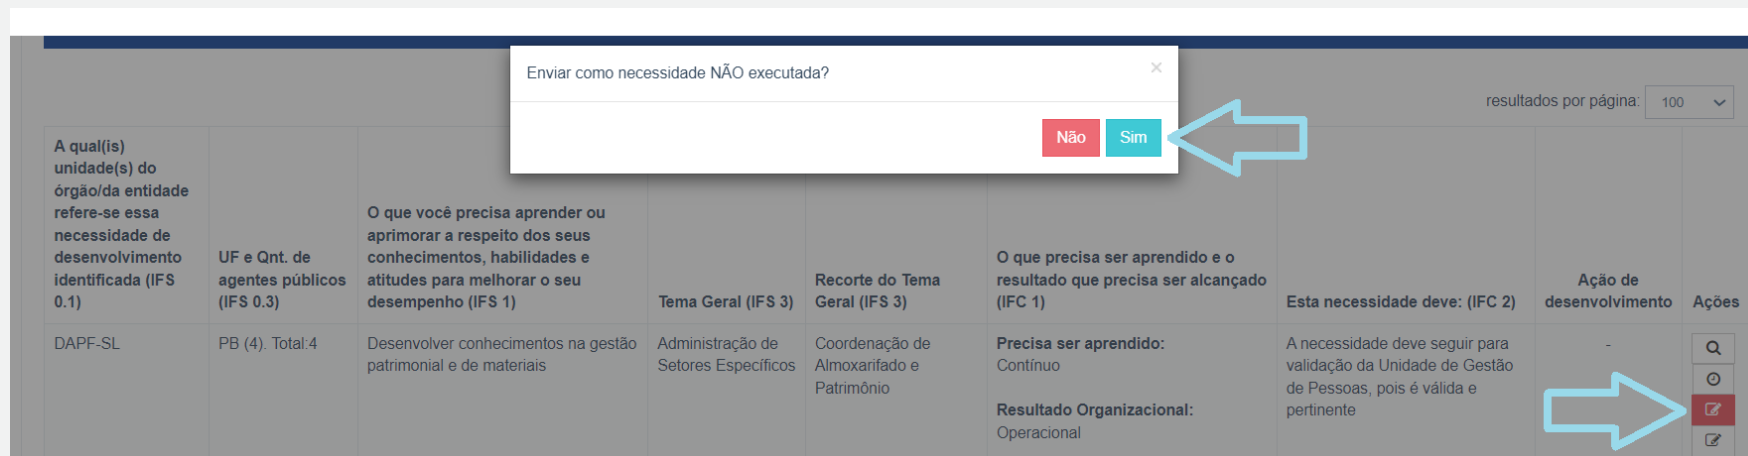 Enviar como necessidade NÃO executada?
×
Não
Sim
resultados por página:
100
A qual(is)
unidade(s) do
órgão/da entidade
refere-se essa
necessidade de
desenvolvimento
identificada (IFS
0.1)
UF e Qnt. de
agentes públicos
(IFS 0.3)
O que você precisa aprender ou
aprimorar a respeito dos seus
conhecimentos, habilidades e
atitudes para melhorar o seu
desempenho (IFS 1)
Tema Geral (IFS 3)
Recorte do Tema
Geral (IFS 3)
O que precisa ser aprendido e o
resultado que precisa ser alcançado
(IFC 1)
Esta necessidade deve: (IFC 2)
Ação de
desenvolvimento
Ações
DAPF-SL
PB (4). Total:4
Desenvolver conhecimentos na gestão
patrimonial e de materiais
Administração de
Setores Específicos
Coordenação de
Almoxarifado e
Patrimônio
Precisa ser aprendido:
Contínuo
Resultado Organizacional:
Operacional
A necessidade deve seguir para
validação da Unidade de Gestão
de Pessoas, pois é válida e
pertinente
-